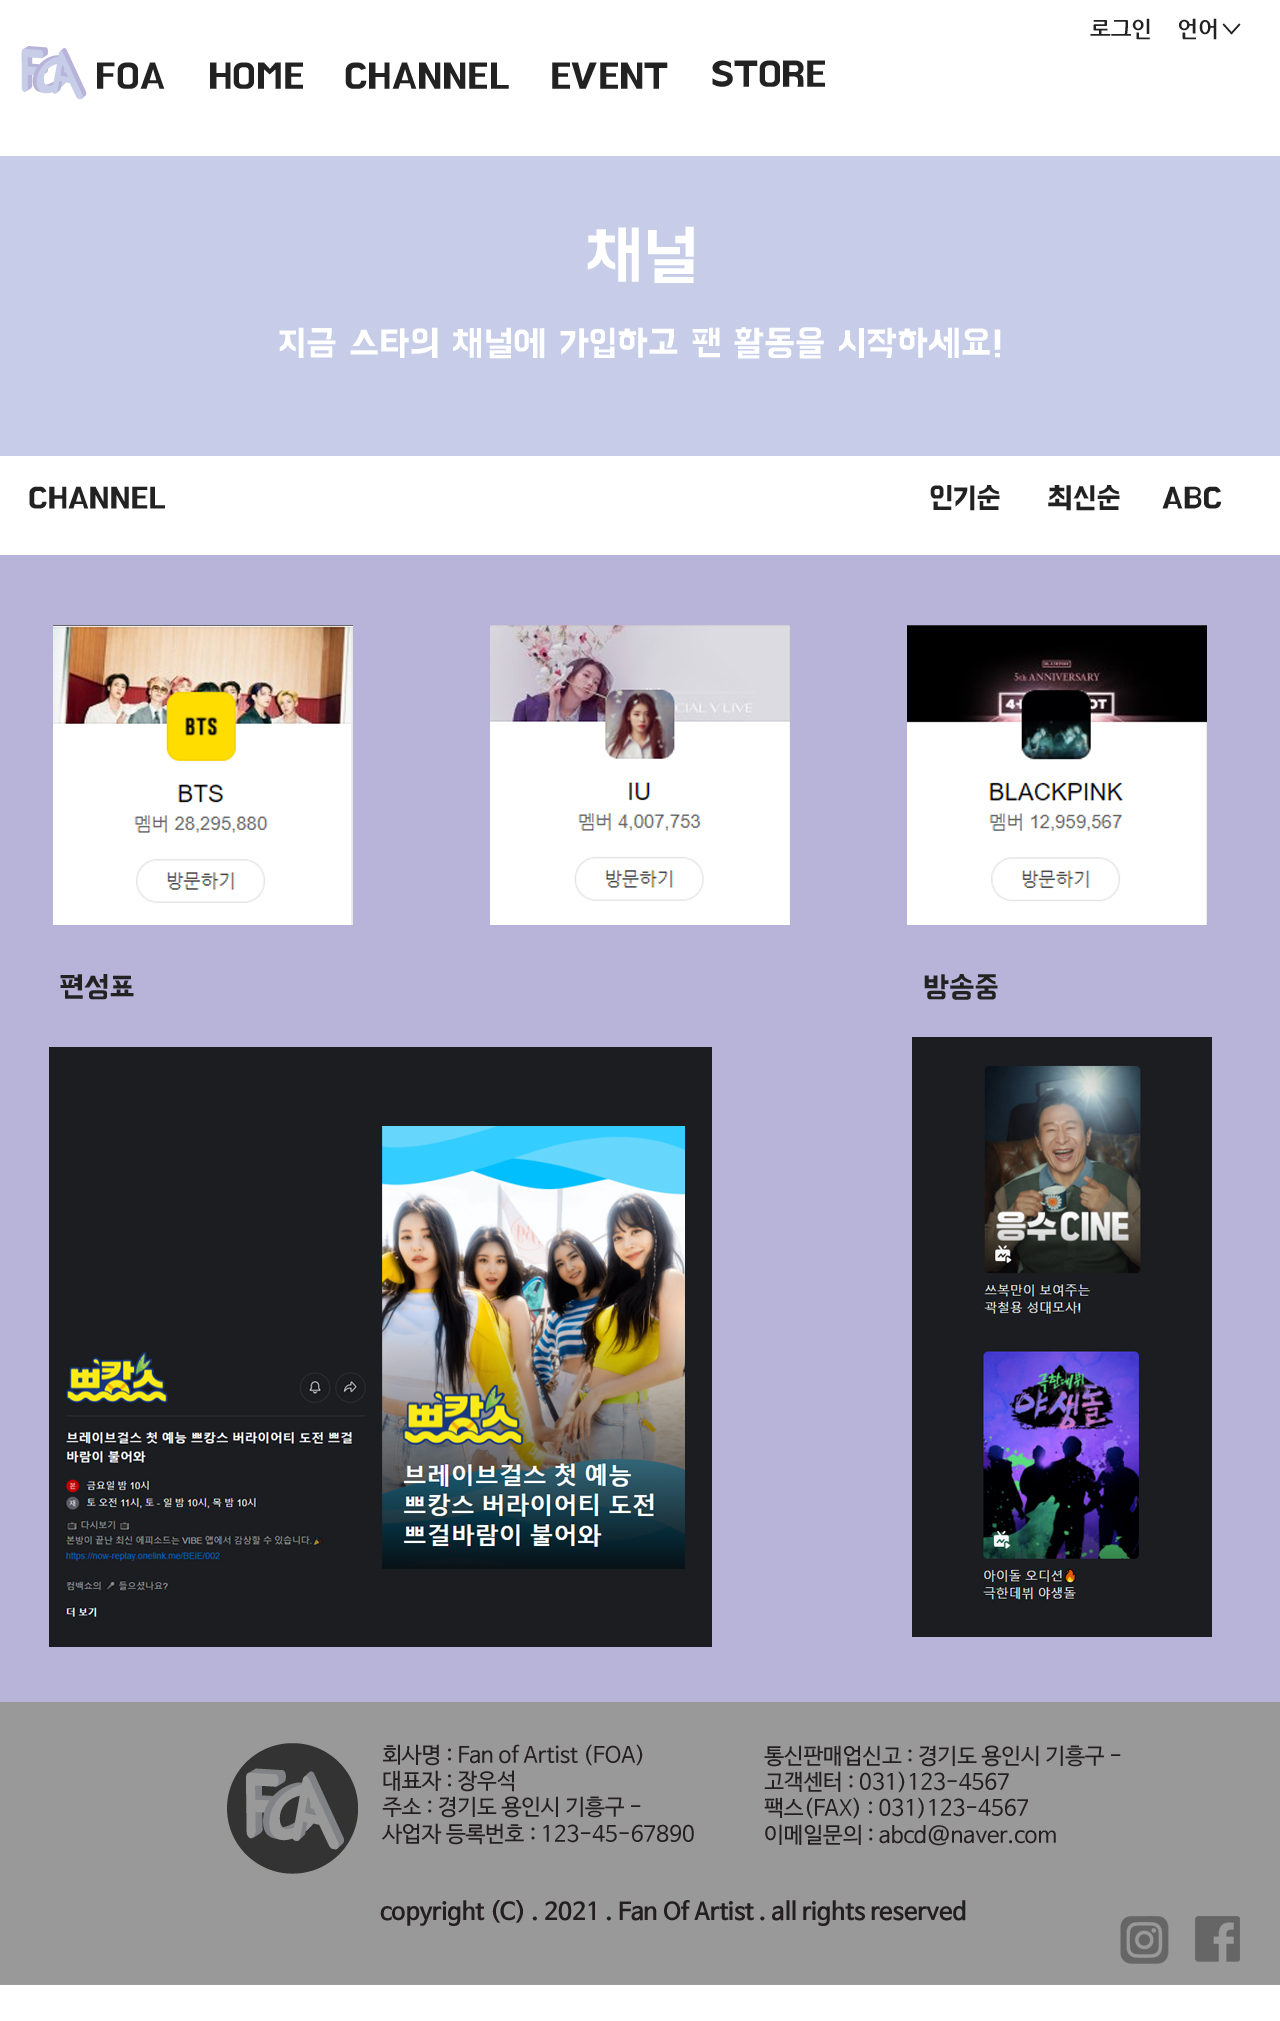 로그인 언어
FOA FOA HOME CHANNEL EVENT STORE
채널
지금 스타의 채널에 가입하고 팬 활동을 시작하세요!
CHANNEL 인기순 최신순 ABC
BTS
BTS
멤버 28,295,880
방문하기
CIAL V LIVE
IU
멤버 4,007,753
방문하기
BLACKPINK
5th ANNIVERSARY
BLACKPINK
멤버 12,959,567
방문하기
편성표
방송중
쁘캉스
브레이브걸스 첫 예능 쁘캉스 버라이어티 도전 쁘걸
바람이 불어와
본 금요일 밤 10시
재 토 오전 11시, 토 - 일 밤 10시, 목 밤 10시
다시보기
본방이 끝난 최신 에피소드는 VIBE 앱에서 감상할 수 있습니다.
https://now-replay.onelink.me/BEIE/002
컴백쇼의 들으셨나요?
더 보기
쁘캉스
브레이브걸스 첫 예능
쁘캉스 버라이어티 도전
쁘걸바람이 불어와
응수CINE
쓰복만이 보여주는
곽철용 성대모사!
극한데뷔
야생돌
아이돌 오디션🔥
극한데뷔 야생돌
FOA
회사명 : Fan of Artist (FOA)
대표자 : 장우석
주소 : 경기도 용인시 기흥구 -
사업자 등록번호 : 123-45-67890
통신판매업신고 : 경기도 용인시 기흥구 -
고객센터 : 031)123-4567
팩스(FAX) : 031)123-4567
이메일문의 : abcd@naver.com
copyright (C) . 2021 . Fan Of Artist . all rights reserved